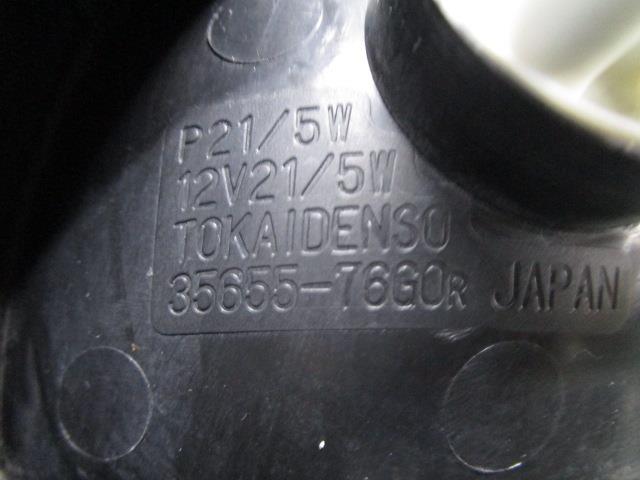 P21/5W
12V21/5W
TOKAIDENSO
35655-76G0R JAPAN